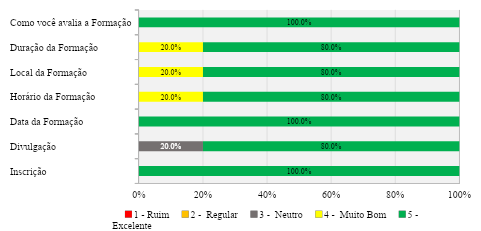 Como você avalia a Formação 100.0%
Duração da Formação 20.0% 80.0%
Local da Formação 20.0% 80.0%
Horário da Formação 20.0% 80.0%
Data da Formação 100.0%
Divulgação 20.0% 80.0%
Inscrição 100.0%
0% 20% 40% 60% 80% 100%
1 - Ruim 2 - Regular 3 - Neutro 4 - Muito Bom 5 -
Excelente